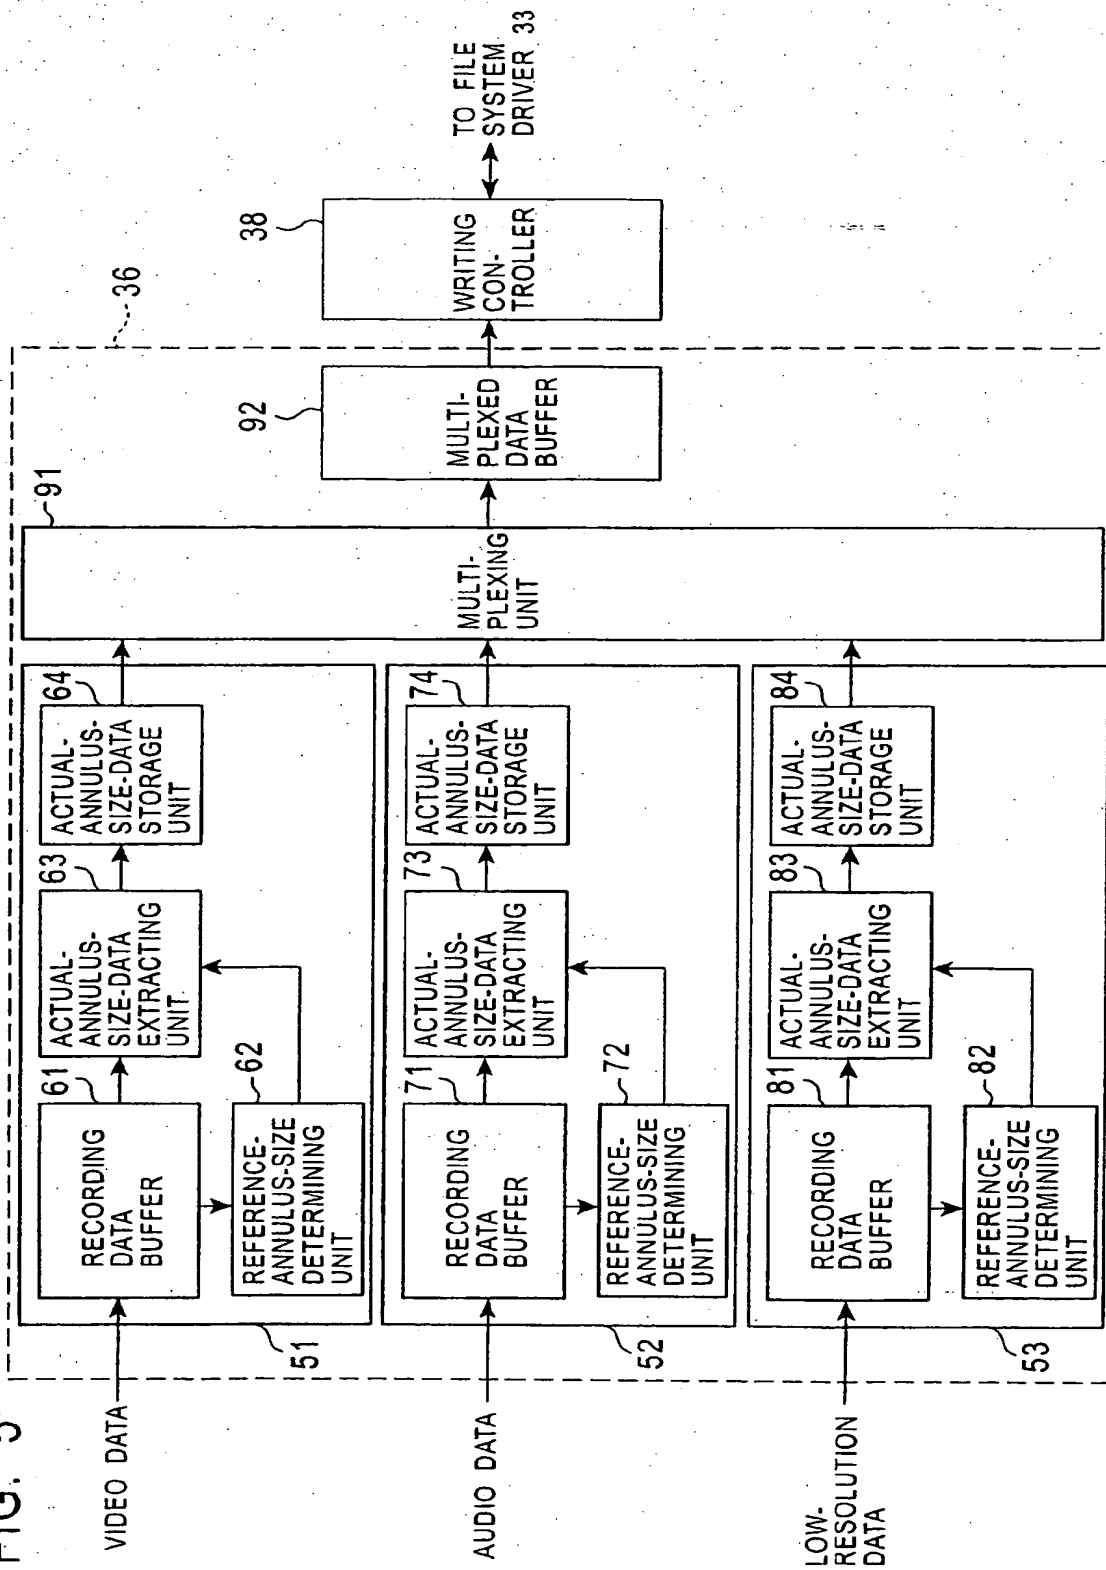 FIG. 5
36
VIDEO DATA
51
61
RECORDING
DATA
BUFFER
62
REFERENCE-
ANNULUS-SIZE
DETERMINING
UNIT
63
ACTUAL-
ANNULUS-
SIZE-DATA
EXTRACTING
UNIT
64
ACTUAL-
ANNULUS-
SIZE-DATA
STORAGE
UNIT
AUDIO DATA
52
71
RECORDING
DATA
BUFFER
72
REFERENCE-
ANNULUS-SIZE
DETERMINING
UNIT
73
ACTUAL-
ANNULUS-
SIZE-DATA
EXTRACTING
UNIT
74
ACTUAL-
ANNULUS-
SIZE-DATA
STORAGE
UNIT
LOW-
RESOLUTION
DATA
53
81
RECORDING
DATA
BUFFER
82
REFERENCE-
ANNULUS-SIZE
DETERMINING
UNIT
83
ACTUAL-
ANNULUS-
SIZE-DATA
EXTRACTING
UNIT
84
ACTUAL-
ANNULUS-
SIZE-DATA
STORAGE
UNIT
91
MULTI-
PLEXING
UNIT
92
MULTI-
PLEXED
DATA
BUFFER
38
WRITING
CON-
TROLLER
TO FILE
SYSTEM
DRIVER 33